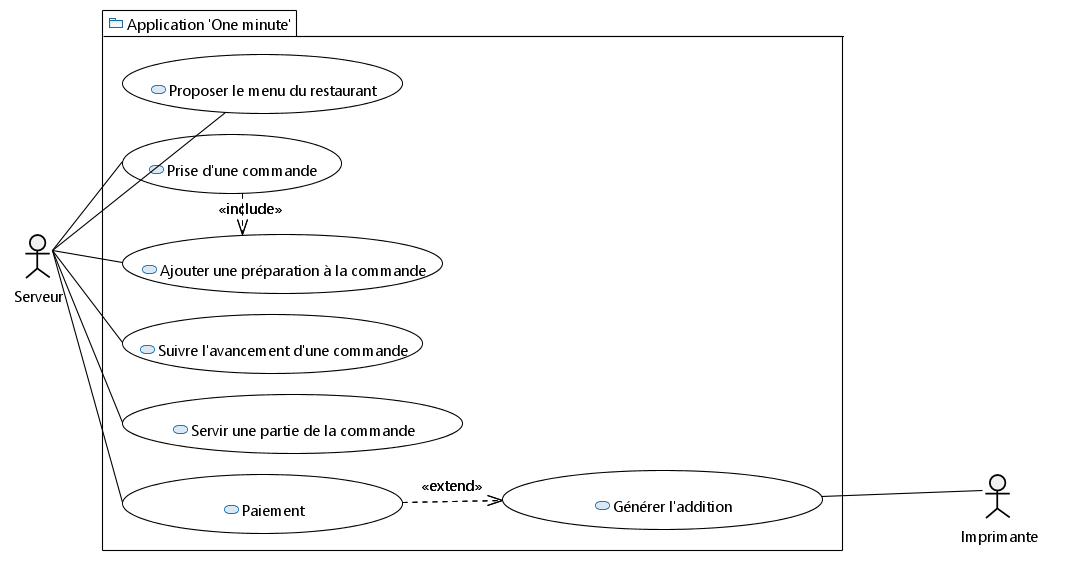 Application 'One minute'
Proposer le menu du restaurant
Prise d'une commande
«include»
Serveur
Ajouter une préparation à la commande
Suivre l'avancement d'une commande
Servir une partie de la commande
Paiement
«extend»
Générer l'addition
Imprimante